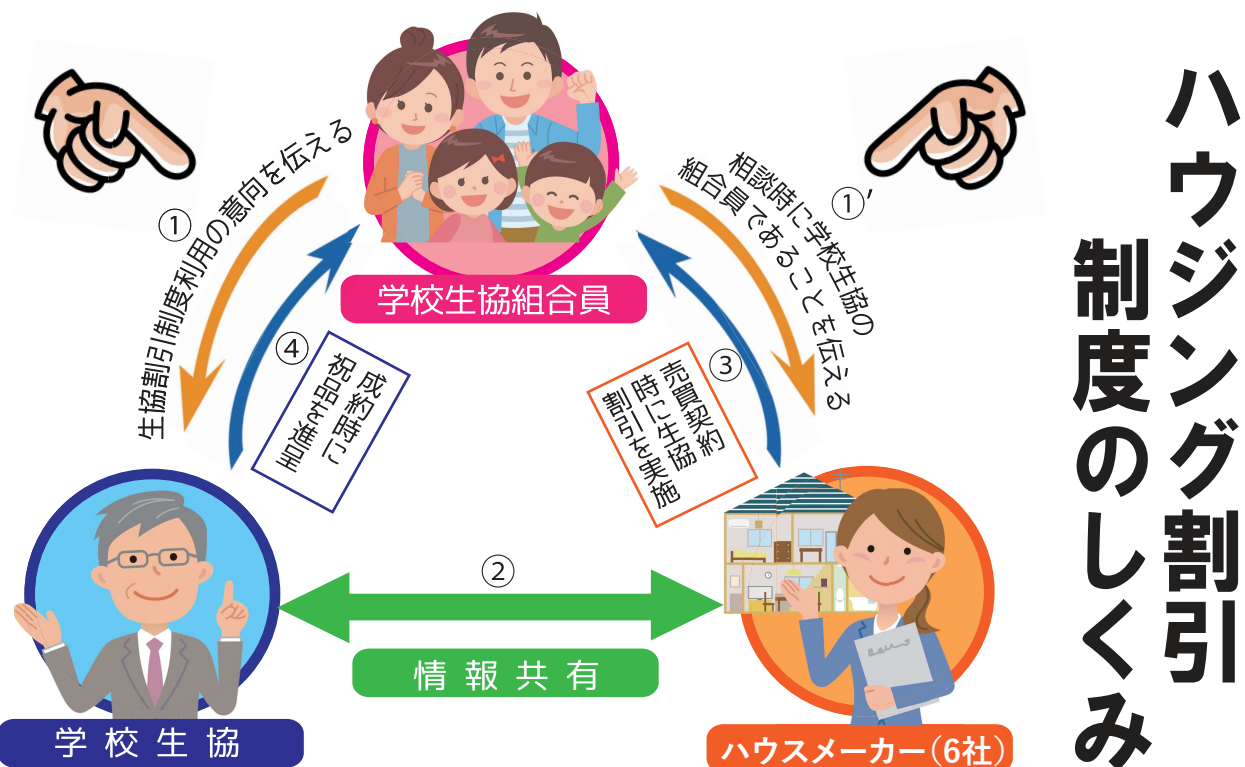 ハウジング割引
制度のしくみ
学校生協組合員
①
生協割引制度利用の意向を伝える
①’
相談時に学校生協の
組合員であることを伝える
②
情報共有
③
売買契約
時に生協
割引を実施
④
成約時に
祝品を進呈
学校生協
ハウスメーカー（6社）